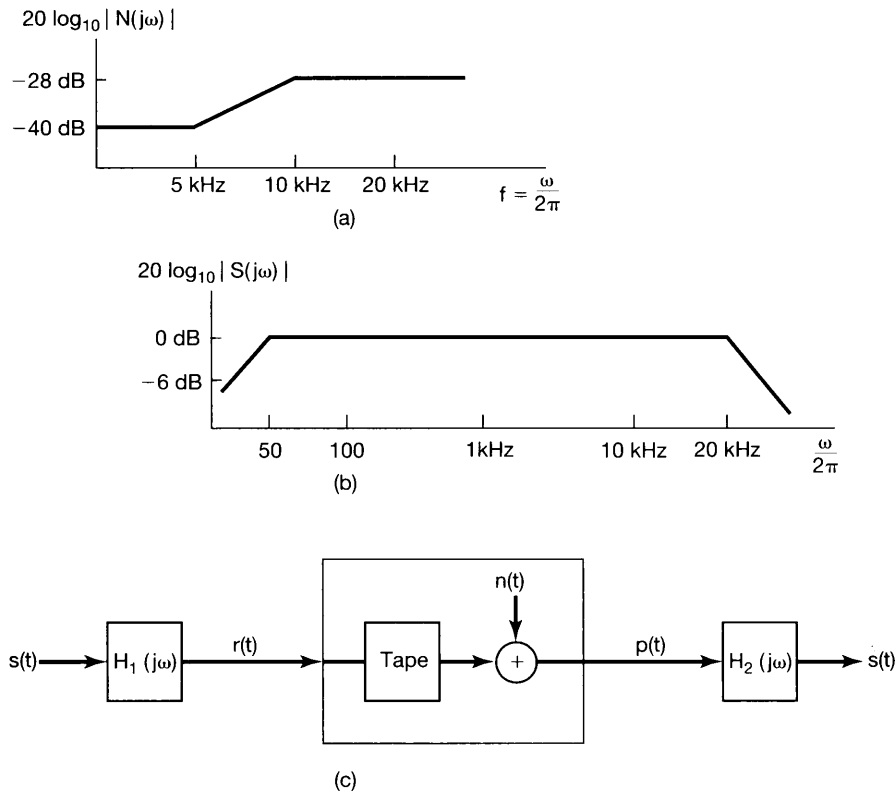 20 log₁₀ | N(jω) |
−28 dB
−40 dB
5 kHz 10 kHz 20 kHz f = ω/2π
(a)
20 log₁₀ | S(jω) |
0 dB
−6 dB
50 100 1kHz 10 kHz 20 kHz ω/2π
(b)
n(t)
s(t) H₁ (jω) r(t) Tape + p(t) H₂ (jω) s(t)
(c)